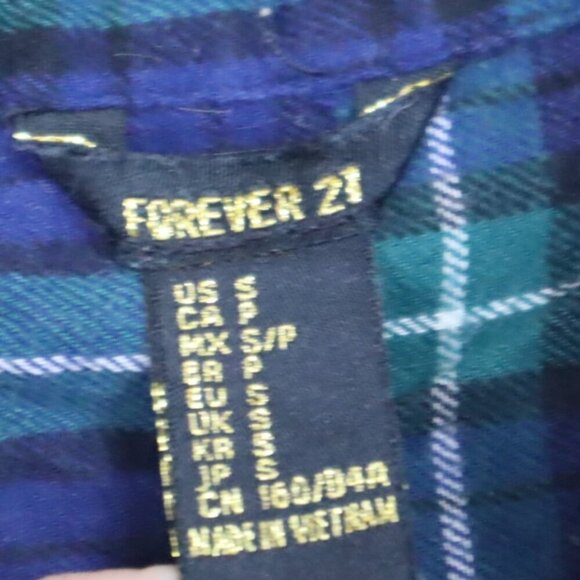 FOREVER 21
US S
CA P
MX S/P
BR P
EU S
UK S
KR S
JP S
CN 160/84A
MADE IN VIETNAM